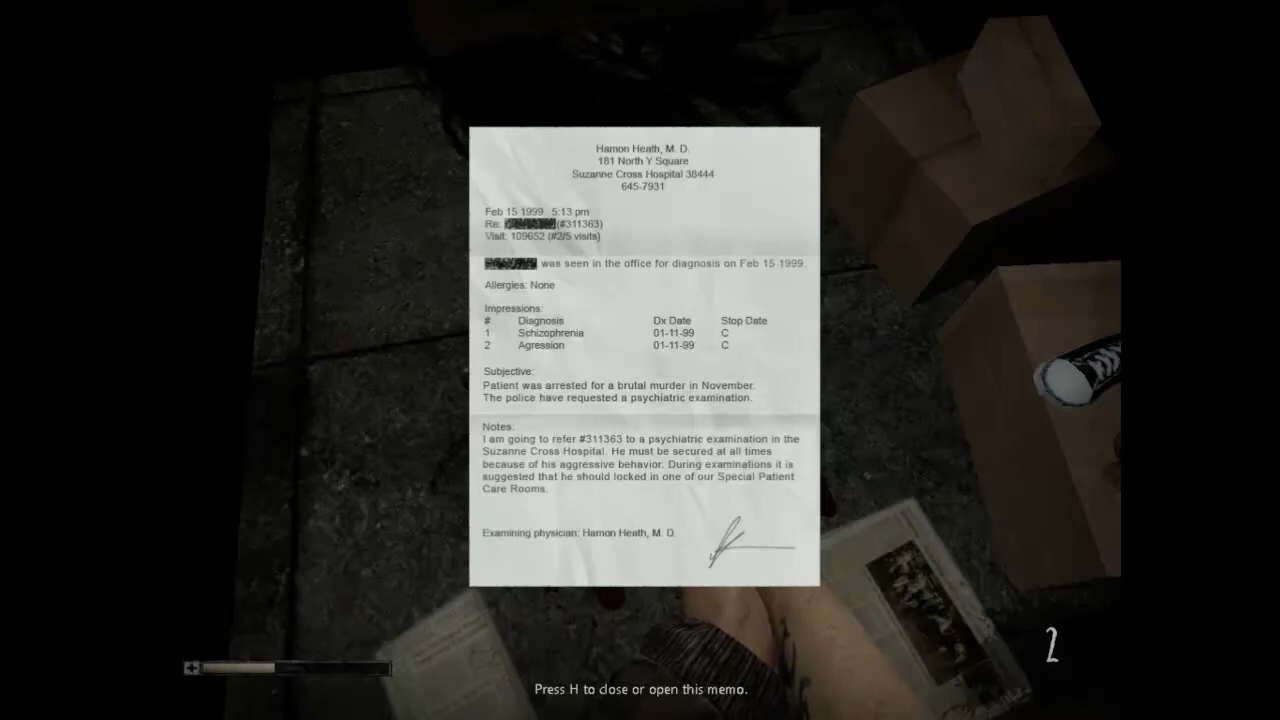 Hamon Heath, M. D.
181 North Y Square
Suzanne Cross Hospital 38444
645-7931
Feb 15 1999 5:13 pm
Re: (#311363)
Visit: 109652 (#2/5 visits)
was seen in the office for diagnosis on Feb 15 1999.
Allergies: None
Impressions:
# Diagnosis Dx Date Stop Date
1 Schizophrenia 01-11-99 C
2 Agression 01-11-99 C
Subjective:
Patient was arrested for a brutal murder in November.
The police have requested a psychiatric examination.
Notes:
I am going to refer #311363 to a psychiatric examination in the
Suzanne Cross Hospital. He must be secured at all times
because of his aggressive behavior. During examinations it is
suggested that he should locked in one of our Special Patient
Care Rooms.
Examining physician: Hamon Heath, M. D.
2
Press H to close or open this memo.